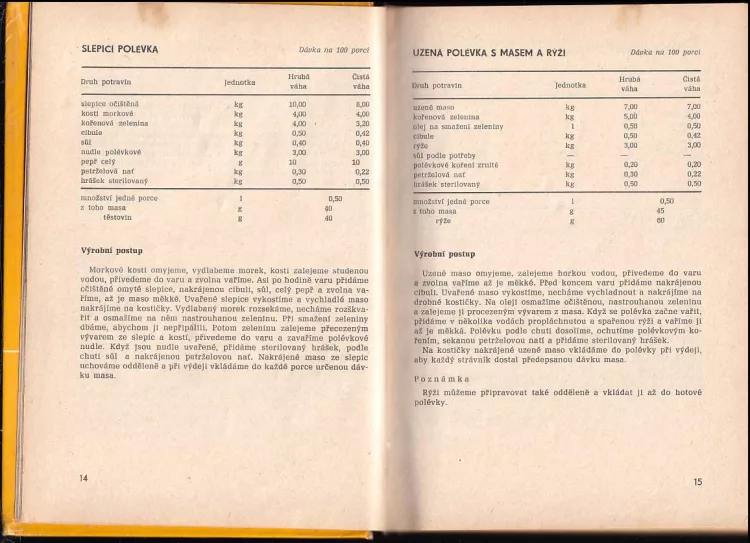 SLEPICÍ POLÉVKA Dávka na 100 porcí
Druh potravin Jednotka Hrubá váha Čistá váha
slepice očištěná kg 10,00 8,00
kosti morkové kg 4,00 4,00
kořenová zelenina kg 4,00 3,20
cibule kg 0,50 0,42
sůl kg 0,40 0,40
nudle polévkové kg 3,00 3,00
pepř celý g 10 10
petrželová nať kg 0,30 0,22
hrášek sterilovaný kg 0,50 0,50
množství jedné porce l 0,50
z toho masa g 40
těstovin g 40
Výrobní postup
Morkové kosti omyjeme, vydlabeme morek, kosti zalejeme studenou
vodou, přivedeme do varu a zvolna vaříme. Asi po hodině varu přidáme
očištěné omyté slepice, nakrájenou cibuli, sůl, celý pepř a zvolna va-
říme, až je maso měkké. Uvařené slepice vykostíme a vychladlé maso
nakrájíme na kostičky. Vydlabaný morek rozsekáme, necháme rozškva-
řit a osmažíme na něm nastrouhanou zeleninu. Při smažení zeleniny
dbáme, abychom ji nepřipálili. Potom zeleninu zalejeme přecezeným
vývarem ze slepic a kostí, přivedeme do varu a zavaříme polévkové
nudle. Když jsou nudle uvařené, přidáme sterilovaný hrášek, podle
chuti sůl a nakrájenou petrželovou nať. Nakrájené maso ze slepic
uchováme odděleně a při výdeji vkládáme do každé porce určenou dáv-
ku masa.
14
UZENÁ POLÉVKA S MASEM A RÝŽÍ Dávka na 100 porcí
Druh potravin Jednotka Hrubá váha Čistá váha
uzené maso kg 7,00 7,00
kořenová zelenina kg 5,00 4,00
olej na smažení zeleniny l 0,50 0,50
cibule kg 0,50 0,42
rýže kg 3,00 3,00
sůl podle potřeby — — —
polévkové koření zrnité kg 0,20 0,20
petrželová nať kg 0,30 0,22
hrášek sterilovaný kg 0,50 0,50
množství jedné porce l 0,50
z toho masa g 45
rýže g 60
Výrobní postup
Uzené maso omyjeme, zalejeme horkou vodou, přivedeme do varu
a zvolna vaříme až je měkké. Před koncem varu přidáme nakrájenou
cibuli. Uvařené maso vykostíme, necháme vychladnout a nakrájíme na
drobné kostičky. Na oleji osmažíme očištěnou, nastrouhanou zeleninu
a zalejeme ji procezeným vývarem z masa. Když se polévka začne vařit,
přidáme v několika vodách propláchnutou a spařenou rýži a vaříme ji
až je měkká. Polévku podle chuti dosolíme, ochutíme polévkovým ko-
řením, sekanou petrželovou natí a přidáme sterilovaný hrášek.
Na kostičky nakrájené uzené maso vkládáme do polévky při výdeji,
aby každý strávník dostal předepsanou dávku masa.
Poznámka
Rýži můžeme připravovat také odděleně a vkládat ji až do hotové
polévky.
15